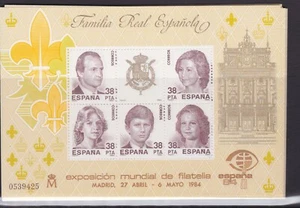 Familia Real Española
38 PTA
ESPAÑA
CORREOS
38 PTA
ESPAÑA
38 PTA
ESPAÑA
38 PTA
ESPAÑA
38 PTA
ESPAÑA
exposición mundial de filatelia
MADRID, 27 ABRIL - 6 MAYO 1984
ESPAÑA 84
0539425
M